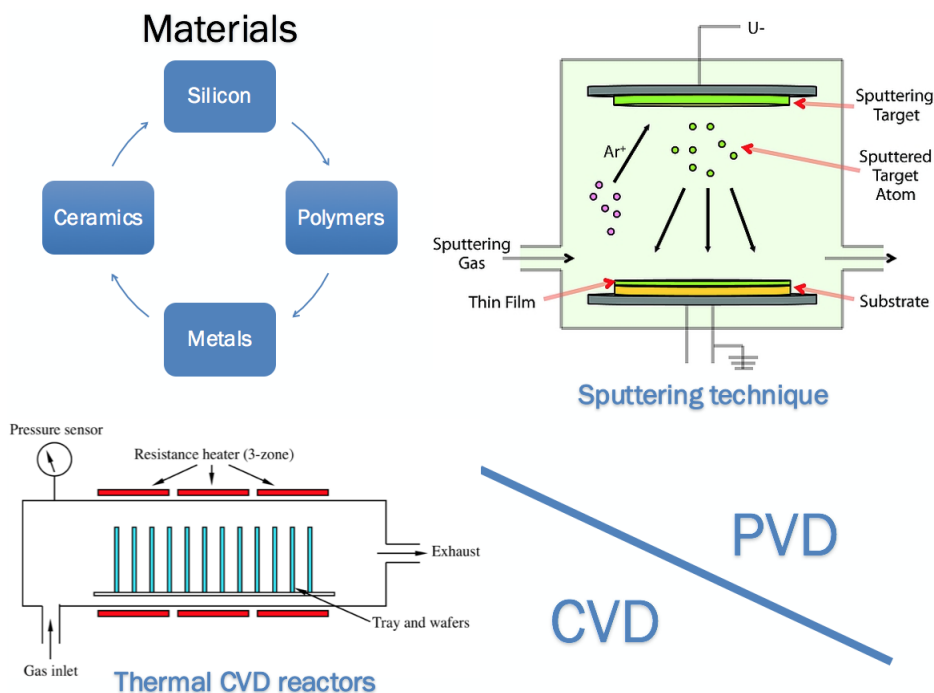 Materials
Silicon
Ceramics
Polymers
Metals
U-
Sputtering
Target
Ar+
Sputtered
Target
Atom
Sputtering
Gas
Thin Film
Substrate
Sputtering technique
Pressure sensor
Resistance heater (3-zone)
Exhaust
Tray and wafers
Gas inlet
Thermal CVD reactors
PVD
CVD